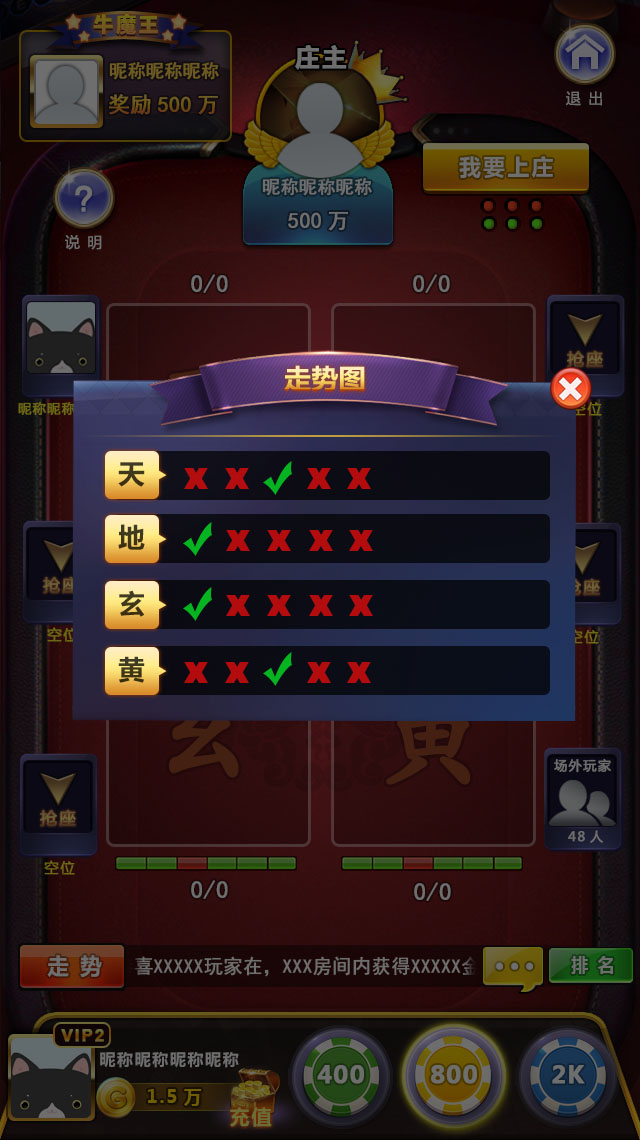 牛魔王
昵称昵称昵称
奖励 500 万
庄主
昵称昵称昵称
500 万
退出
我要上庄
?
说明
0/0
0/0
抢座
昵称昵称
空位
走势图
天
地
玄
黄
抢座
空位
抢座
空位
玄
黄
抢座
空位
场外玩家
48 人
0/0
0/0
走势
喜XXXXX玩家在，XXX房间内获得XXXXX金
排名
VIP2
昵称昵称昵称昵称
G
1.5 万
充值
400
800
2K